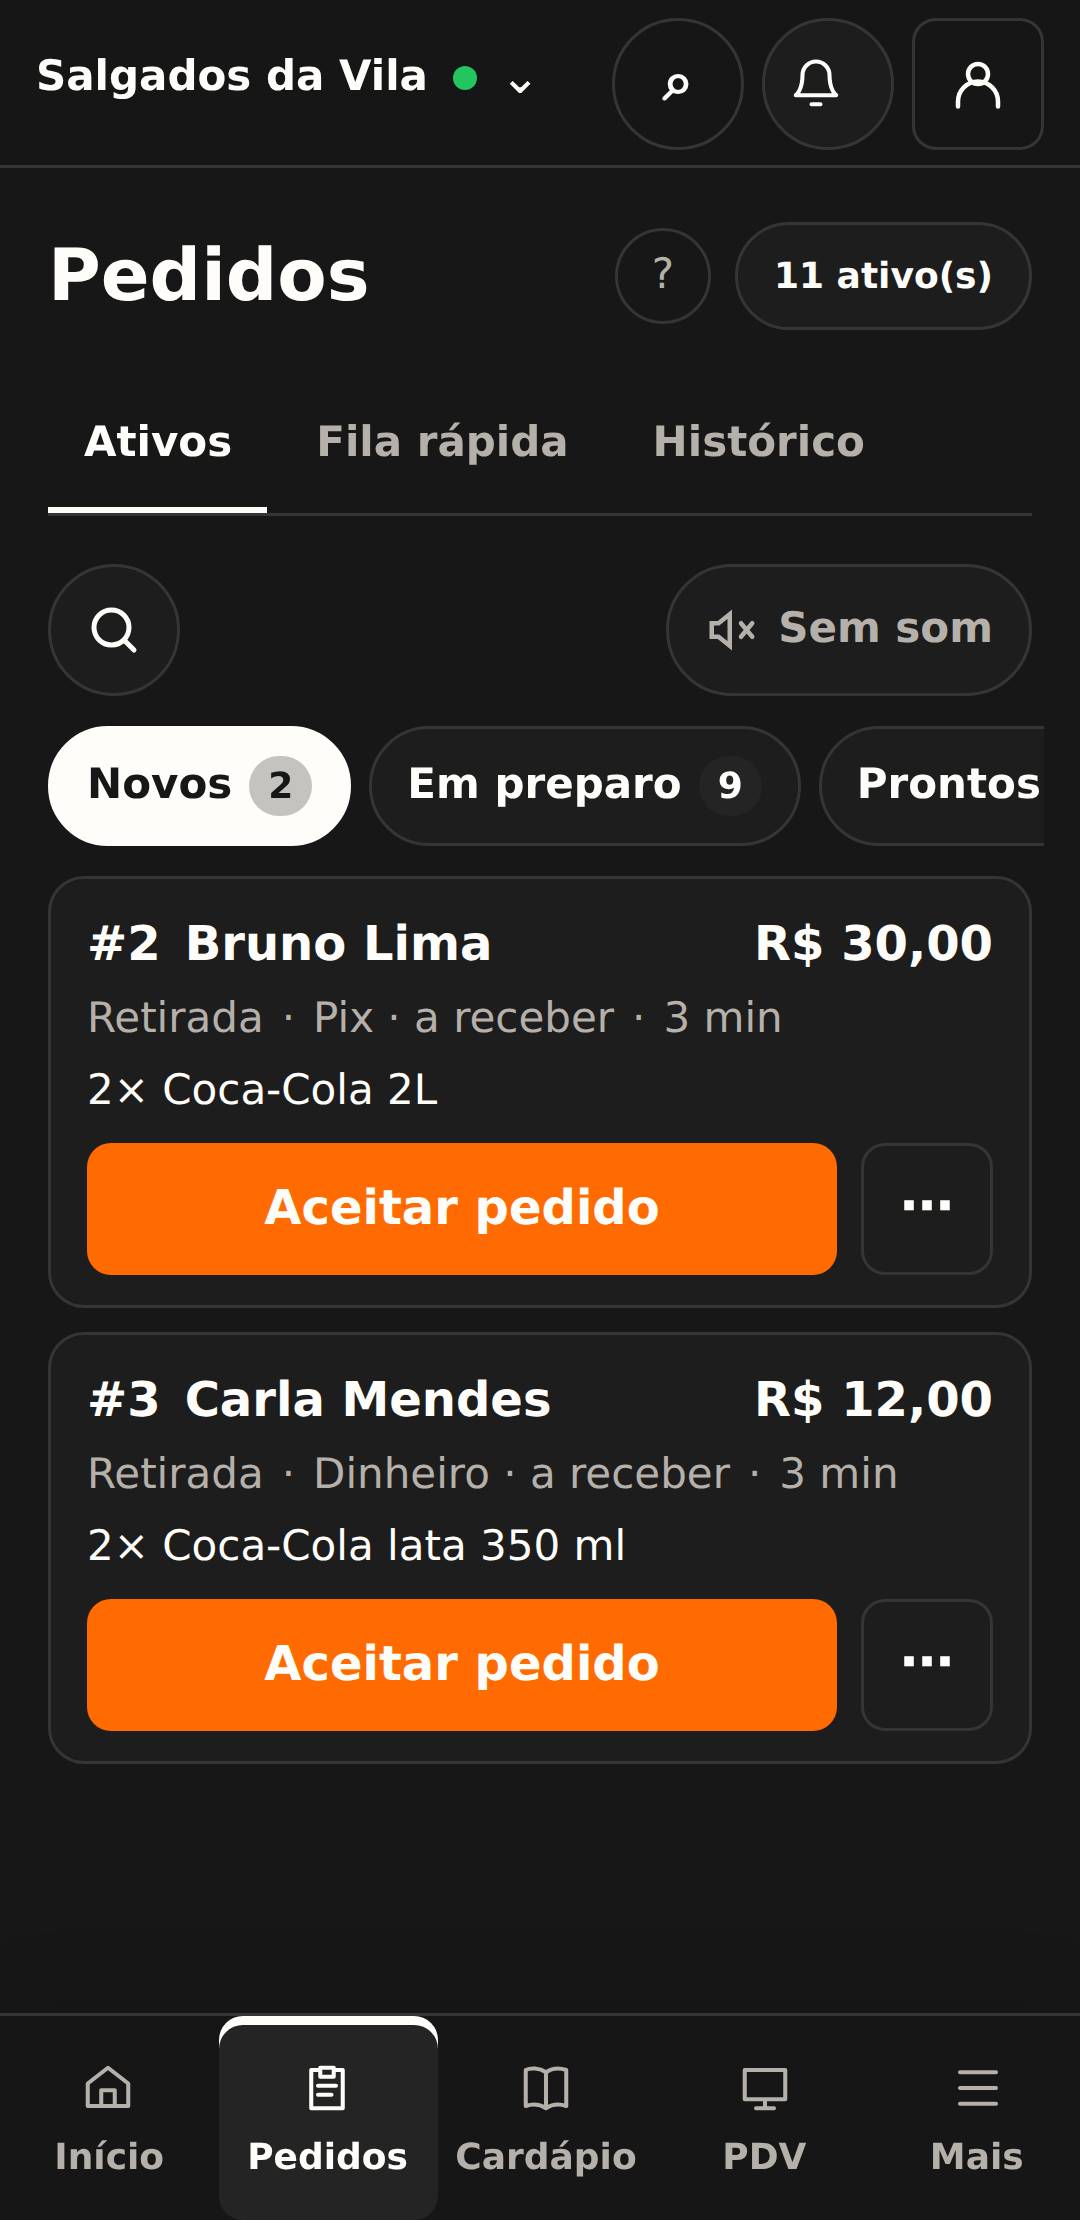 Salgados da Vila
Pedidos
?
11 ativo(s)
Ativos
Fila rápida
Histórico
Sem som
Novos 2
Em preparo 9
Prontos
#2 Bruno Lima
R$ 30,00
Retirada · Pix · a receber · 3 min
2× Coca-Cola 2L
Aceitar pedido
...
#3 Carla Mendes
R$ 12,00
Retirada · Dinheiro · a receber · 3 min
2× Coca-Cola lata 350 ml
Aceitar pedido
...
Início
Pedidos
Cardápio
PDV
Mais